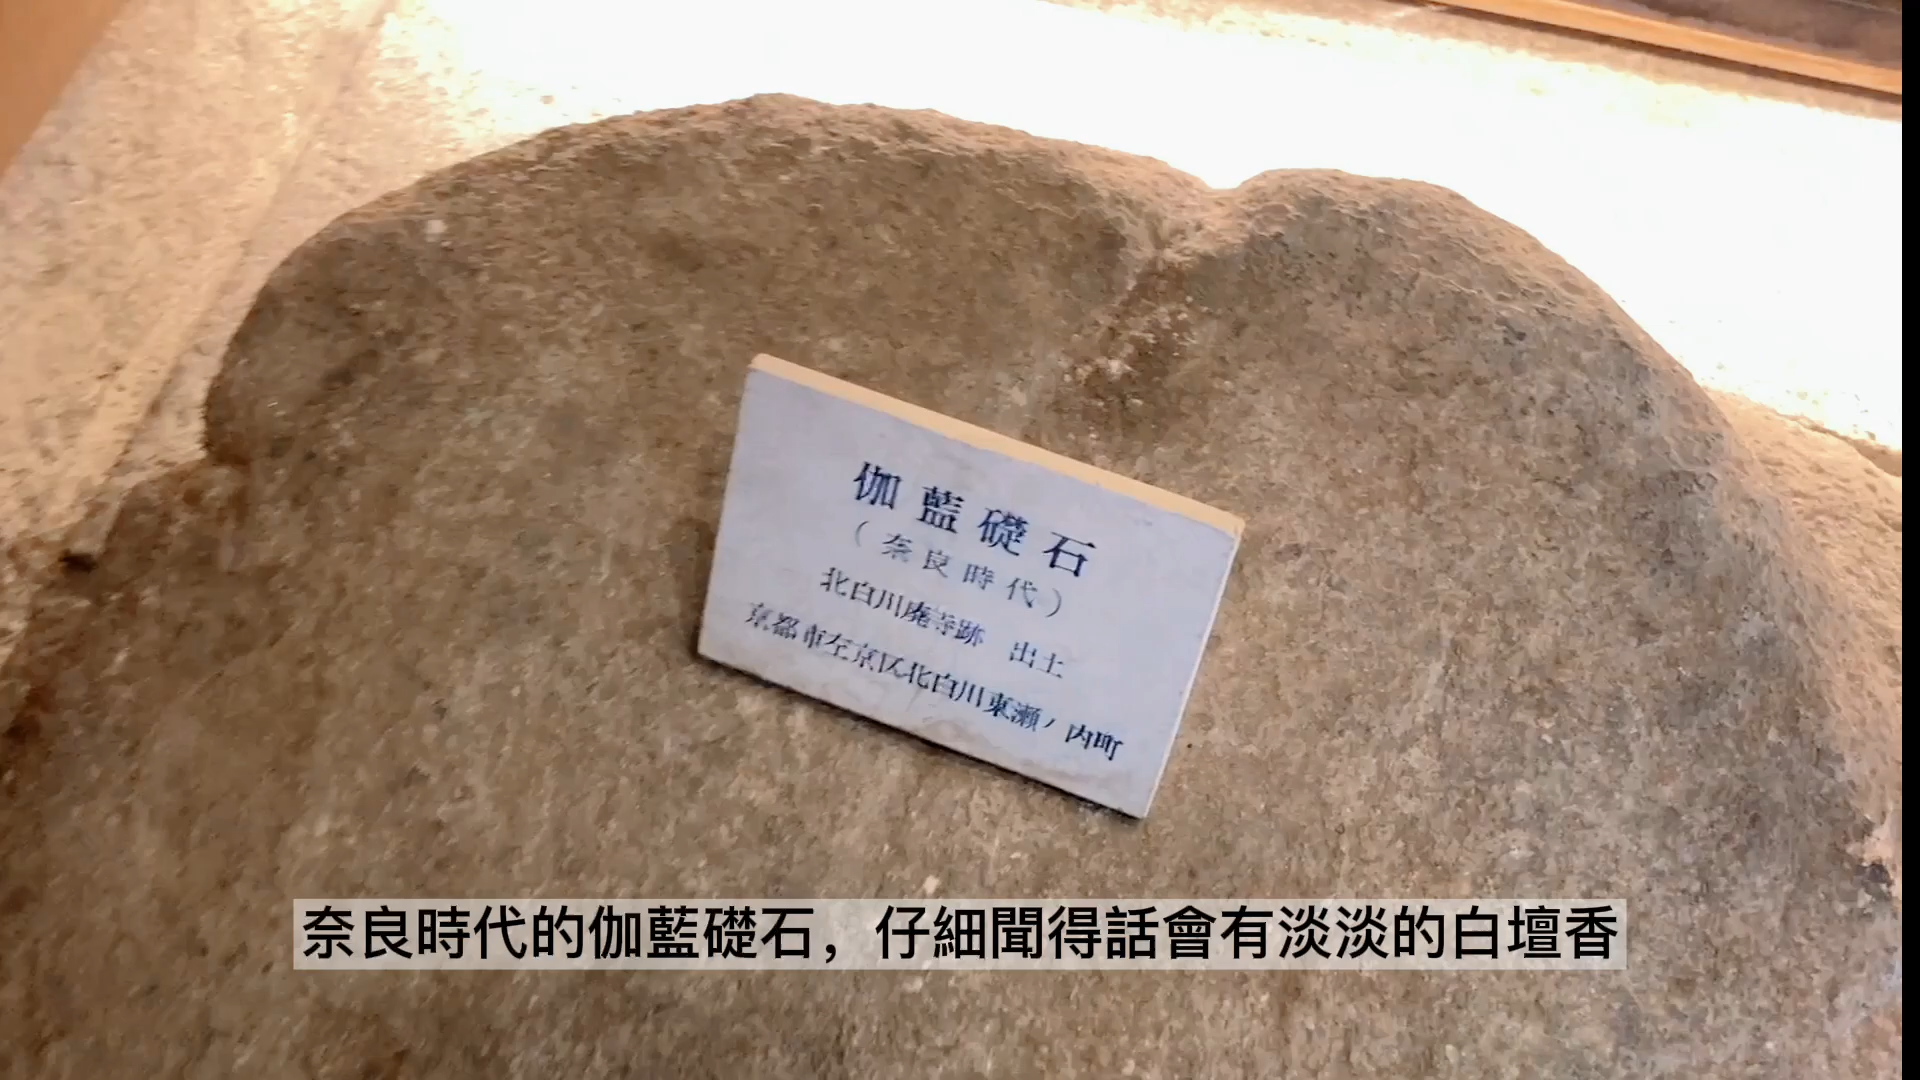 伽藍礎石
（奈良時代）
北白川廃寺跡 出土
京都市左京区北白川東瀬ノ内町
奈良時代的伽藍礎石，仔細聞得話會有淡淡的白壇香